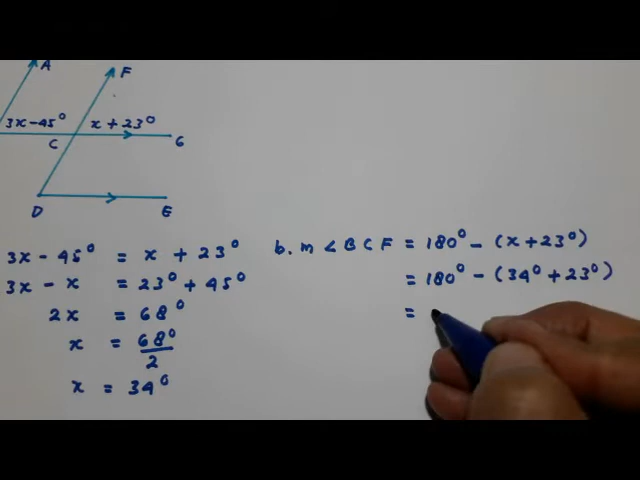 A
F
3x-45° x+23°
C G
D E
3x - 45° = x + 23°
3x - x = 23° + 45°
2x = 68°
x = 68°/2
x = 34°
b. m < BCF = 180° - (x+23°)
= 180° - (34° + 23°)
=